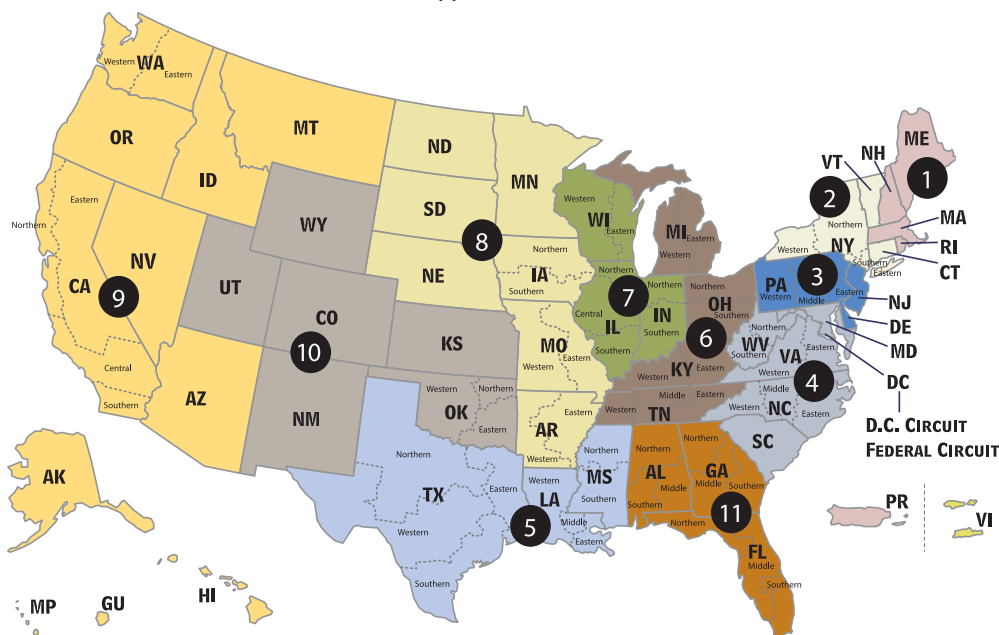 WA
Western
Eastern
OR
MT
ID
ND
MN
SD
8
WY
NE
IA
Northern
Southern
Northern
Eastern
CA
NV
9
UT
CO
10
KS
Central
Southern
AZ
NM
OK
Western
Northern
Eastern
MO
Western
Eastern
AR
Eastern
Western
WI
Western
Eastern
MI
Eastern
Western
7
Northern
Central
IL
Southern
Northern
IN
Southern
Northern
OH
Southern
6
Western
KY
Eastern
Western
Middle
Eastern
TN
ME
1
NH
VT
2
Northern
Western
NY
Southern
Eastern
MA
RI
CT
PA
3
Western
Middle
Eastern
NJ
DE
MD
DC
D.C. Circuit
Federal Circuit
Northern
WV
Southern
VA
Eastern
Western
4
Middle
Western
NC
Eastern
SC
Northern
TX
Eastern
Western
Southern
Western
LA
5
Middle
Eastern
Northern
MS
Southern
Northern
AL
Middle
Southern
Northern
GA
Middle
Southern
11
Northern
FL
Middle
Southern
AK
HI
MP
GU
PR
VI